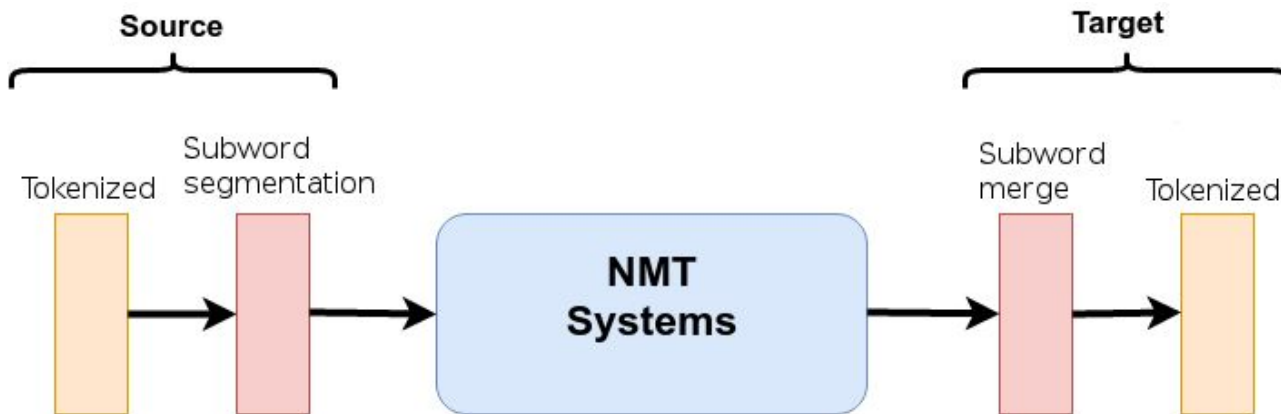 Source
Target
Tokenized
Subword
segmentation
NMT
Systems
Subword
merge
Tokenized